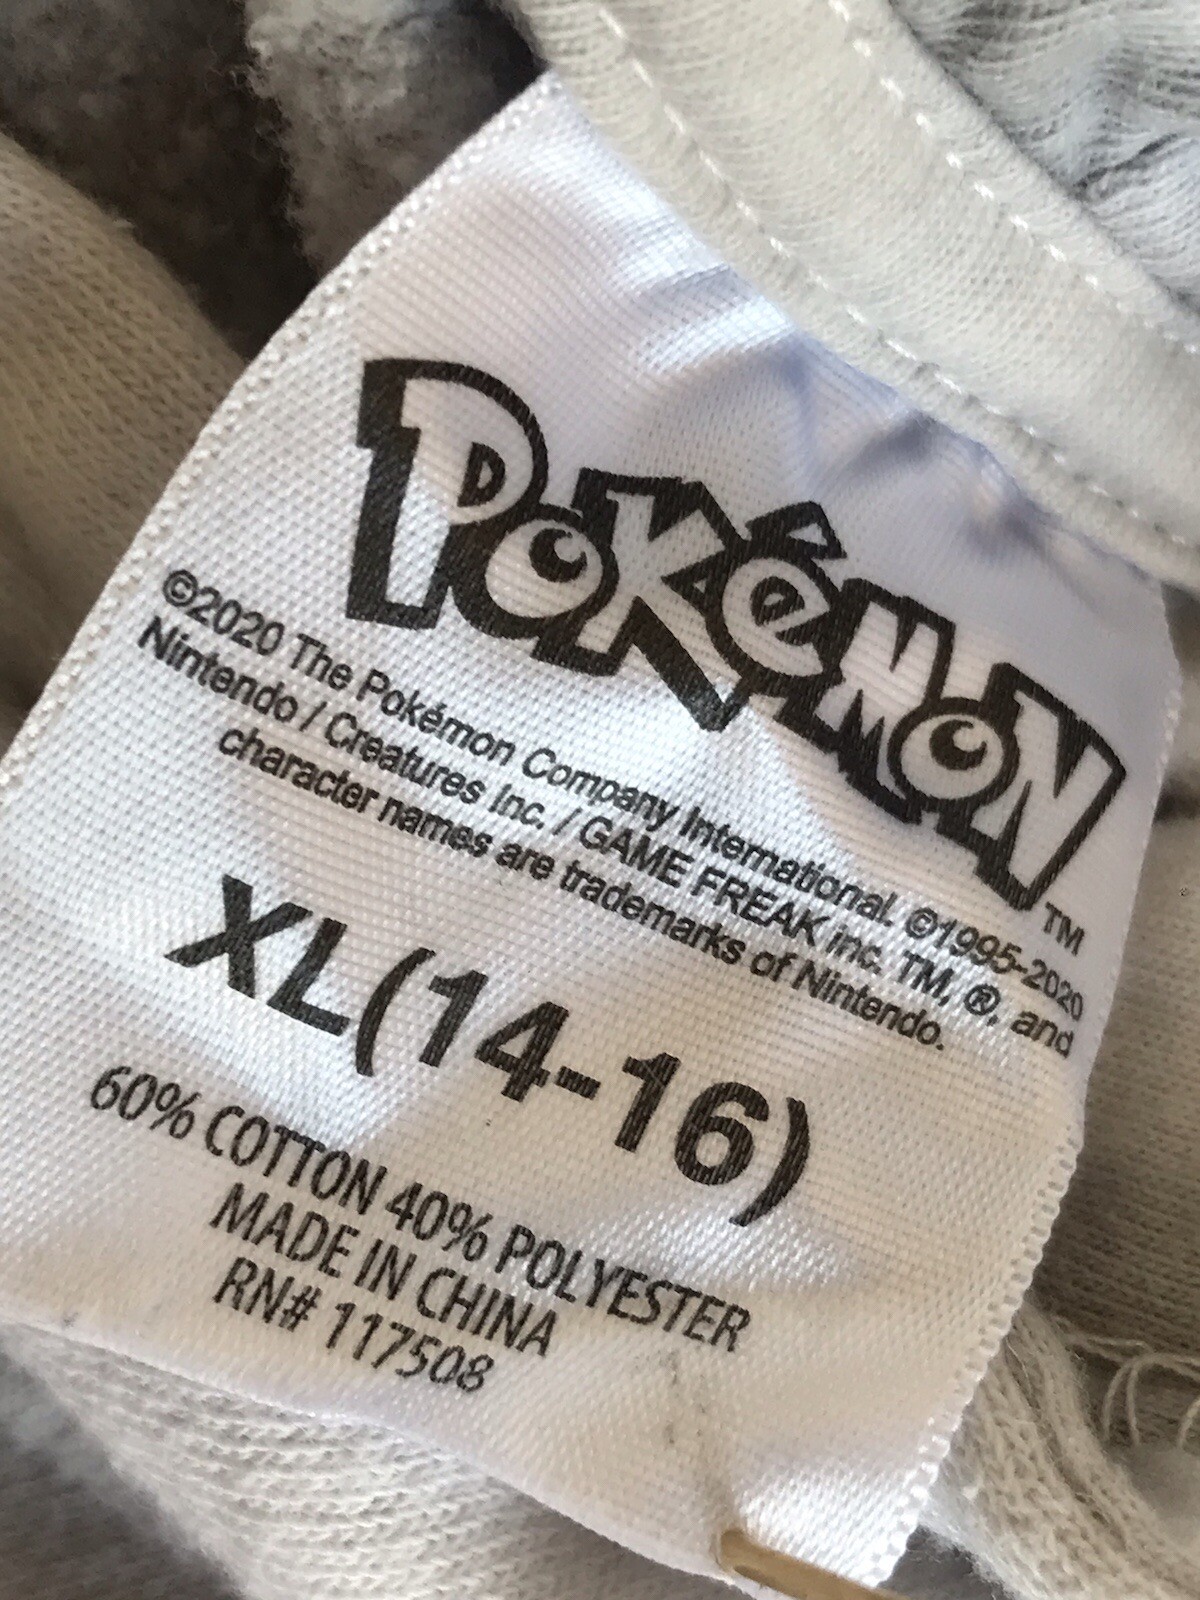 POKéMON
TM
©2020 The Pokémon Company International. ©1995-2020
Nintendo / Creatures Inc. / GAME FREAK inc. TM, ®, and
character names are trademarks of Nintendo.
XL(14-16)
60% COTTON 40% POLYESTER
MADE IN CHINA
RN# 117508